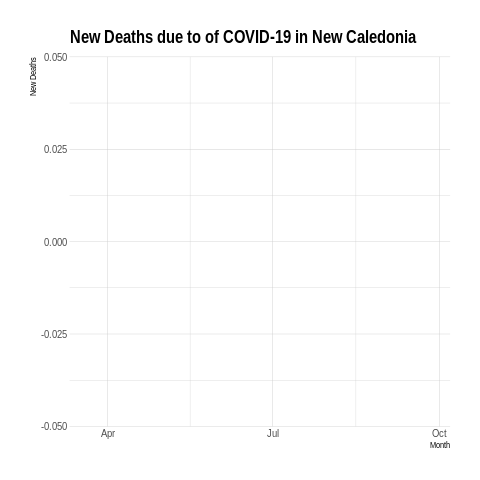 New Deaths due to of COVID-19 in New Caledonia
New Deaths
0.050
0.025
0.000
-0.025
-0.050
Apr Jul Oct
Month